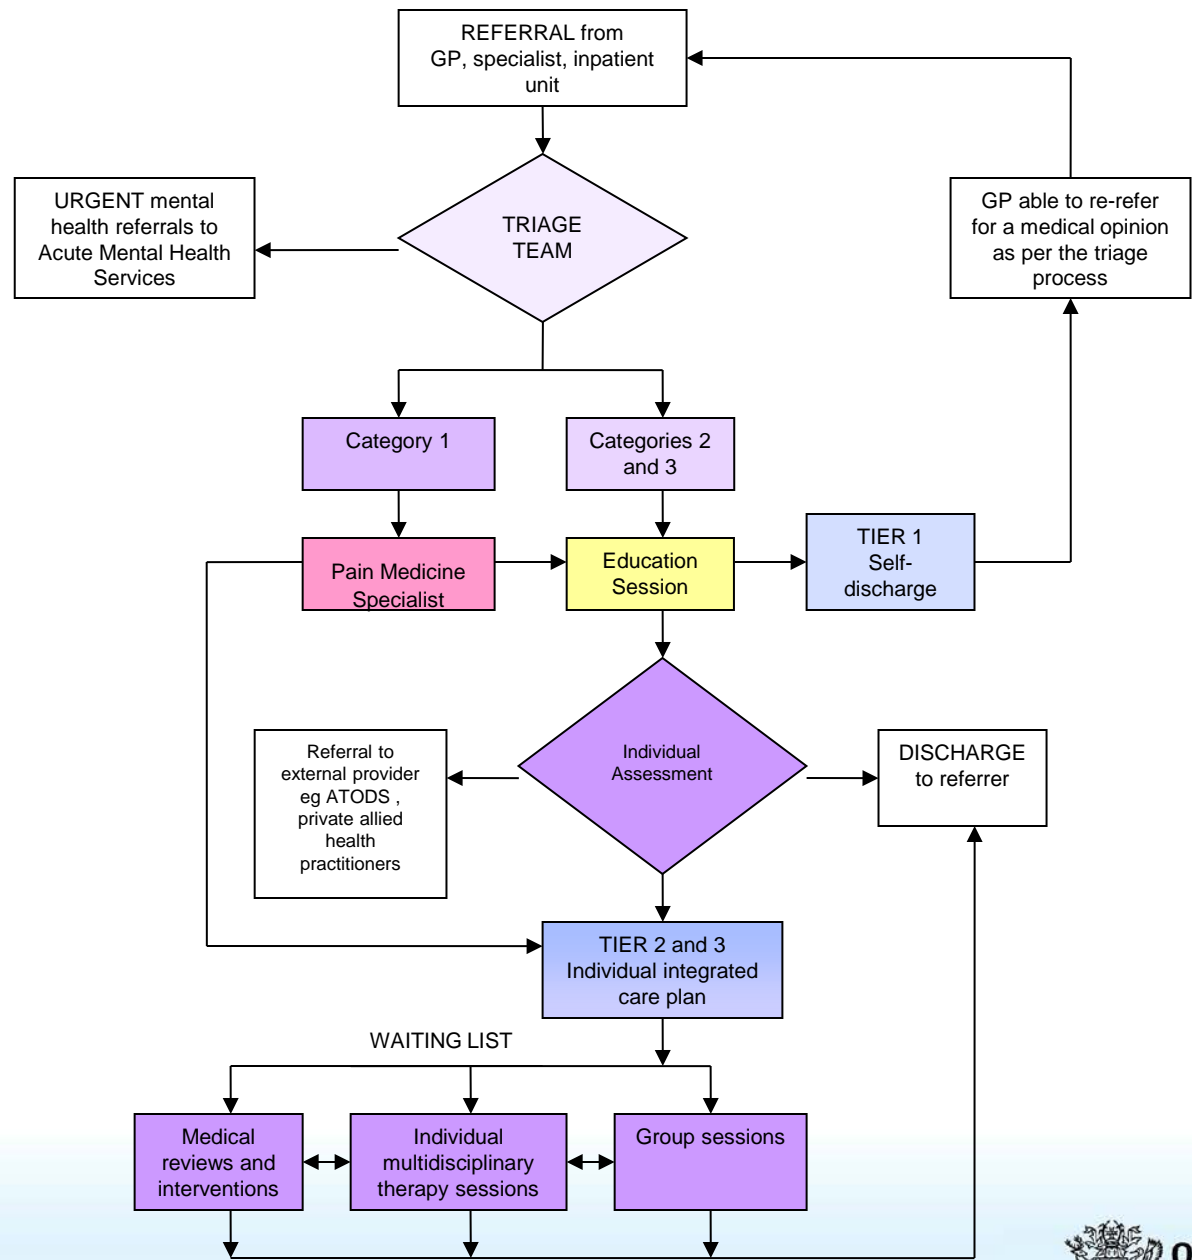 REFERRAL from
GP, specialist, inpatient
unit
URGENT mental
health referrals to
Acute Mental Health
Services
TRIAGE
TEAM
GP able to re-refer
for a medical opinion
as per the triage
process
Category 1
Categories 2
and 3
Pain Medicine
Specialist
Education
Session
TIER 1
Self-
discharge
Referral to
external provider
eg ATODS ,
private allied
health
practitioners
Individual
Assessment
DISCHARGE
to referrer
TIER 2 and 3
Individual integrated
care plan
WAITING LIST
Medical
reviews and
interventions
Individual
multidisciplinary
therapy sessions
Group sessions